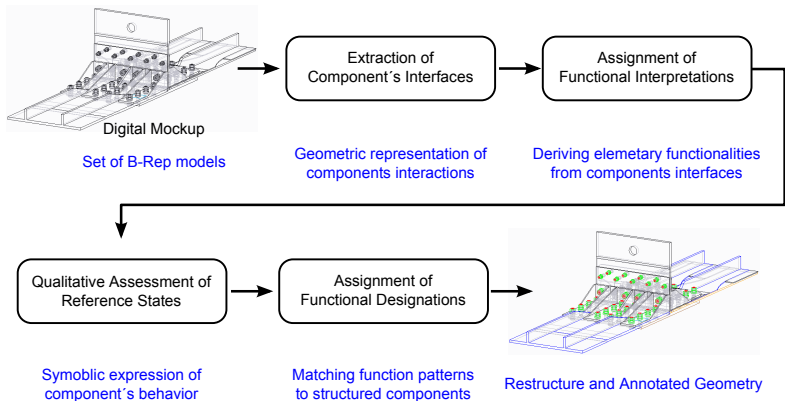 Digital Mockup
Set of B-Rep models
Extraction of
Component´s Interfaces
Geometric representation of
components interactions
Assignment of
Functional Interpretations
Deriving elemetary functionalities
from components interfaces
Qualitative Assessment of
Reference States
Symoblic expression of
component´s behavior
Assignment of
Functional Designations
Matching function patterns
to structured components
Restructure and Annotated Geometry